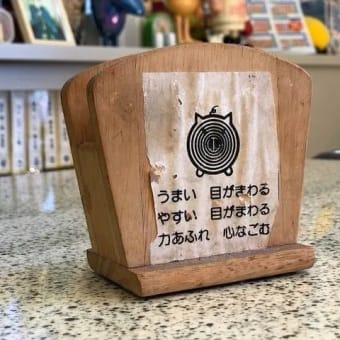 うまい　目がまわる
やすい　目がまわる
力あふれ　心なごむ